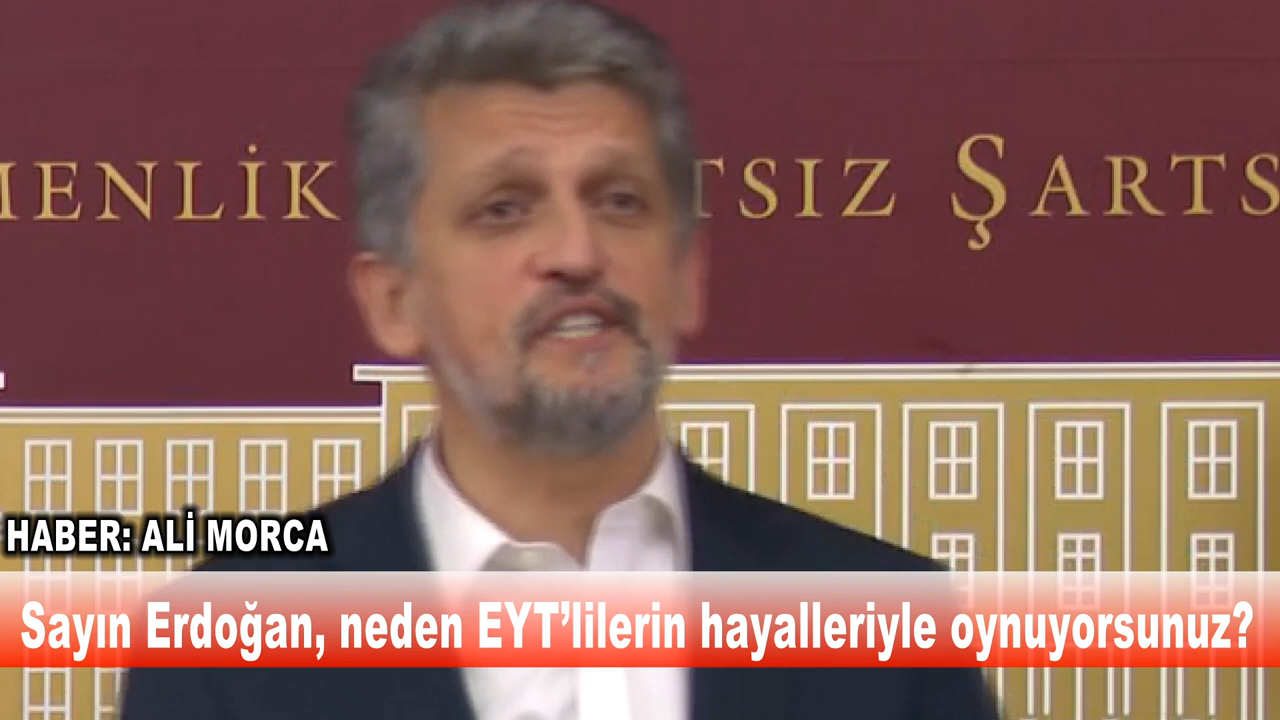 MENLİK TSIZ ŞARTS
HABER: ALİ MORCA
Sayın Erdoğan, neden EYT'lilerin hayalleriyle oynuyorsunuz?